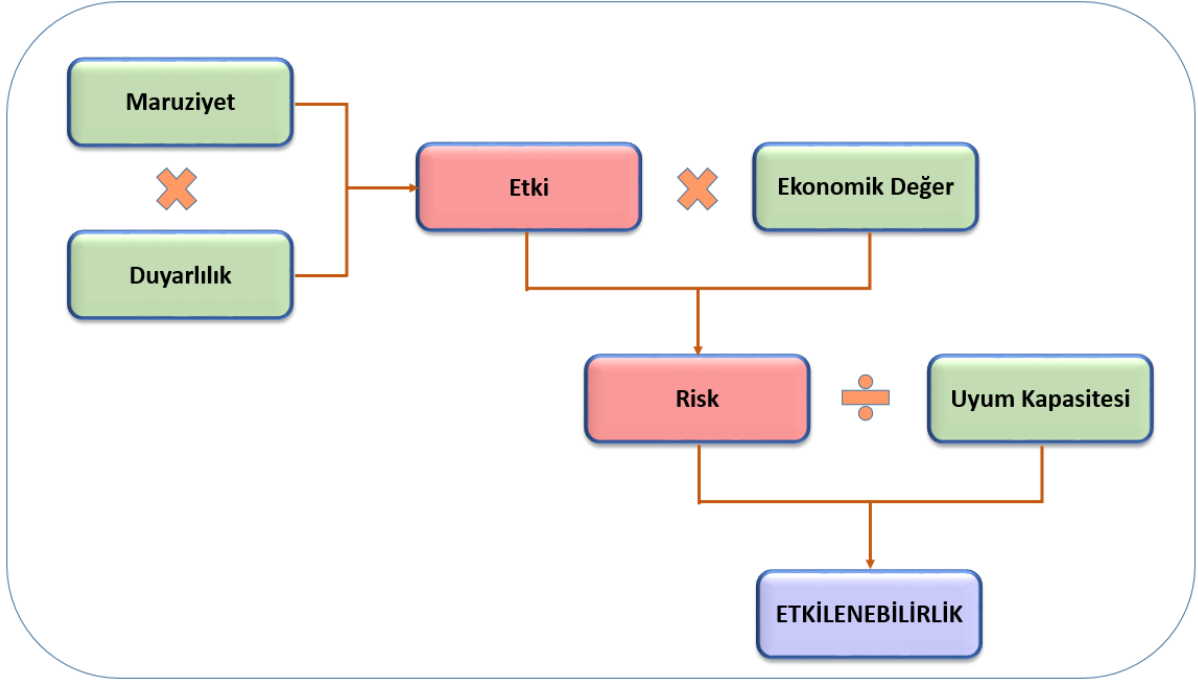 Maruziyet
Duyarlılık
Etki
Ekonomik Değer
Risk
Uyum Kapasitesi
ETKİLENEBİLİRLİK